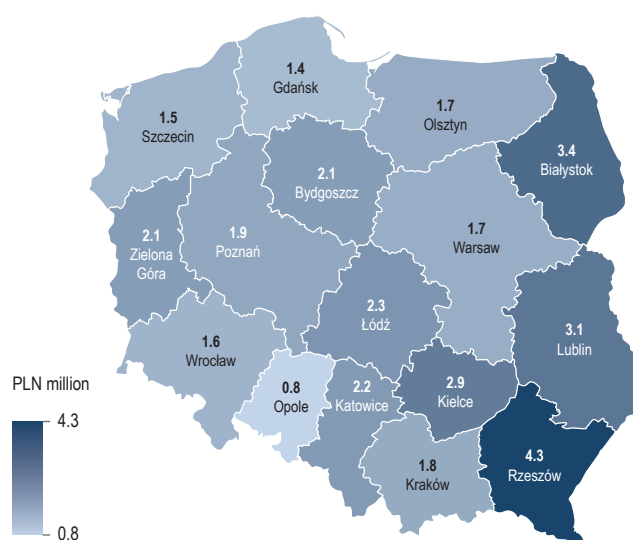 1.4
Gdańsk
1.5
Szczecin
1.7
Olsztyn
3.4
Białystok
2.1
Bydgoszcz
2.1
Zielona
Góra
1.9
Poznań
1.7
Warsaw
2.3
Łódź
3.1
Lublin
1.6
Wrocław
0.8
Opole
2.2
Katowice
2.9
Kielce
1.8
Kraków
4.3
Rzeszów
PLN million
4.3
0.8